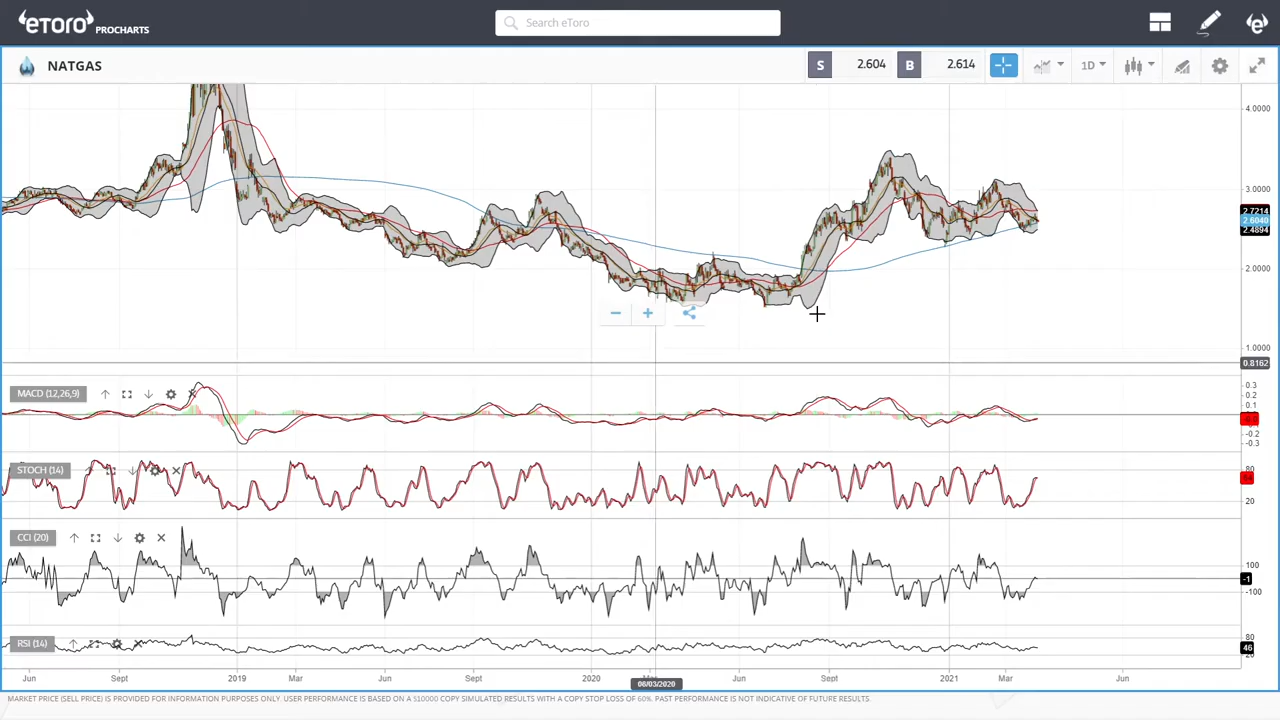 eToro PROCHARTS
Search eToro
NATGAS
S 2.604 B 2.614
1D
4.0000
3.0000
2.7214
2.6040
2.4894
2.0000
1.0000
0.8162
MACD (12,26,9)
0.3
0.2
0.1
-0.2
-0.3
STOCH (14)
80
20
CCI (20)
100
-1
-100
RSI (14)
80
46
Jun Sept 2019 Mar Jun Sept 2020 Jun Sept 2021 Mar Jun
06/03/2020
MARKET PRICE (SELL PRICE) IS PROVIDED FOR INFORMATION PURPOSES ONLY. USER PERFORMANCE IS BASED ON A $10000 COPY SIMULATED RESULTS WITH A COPY STOP LOSS OF 60%. PAST PERFORMANCE IS NOT INDICATIVE OF FUTURE RESULTS.